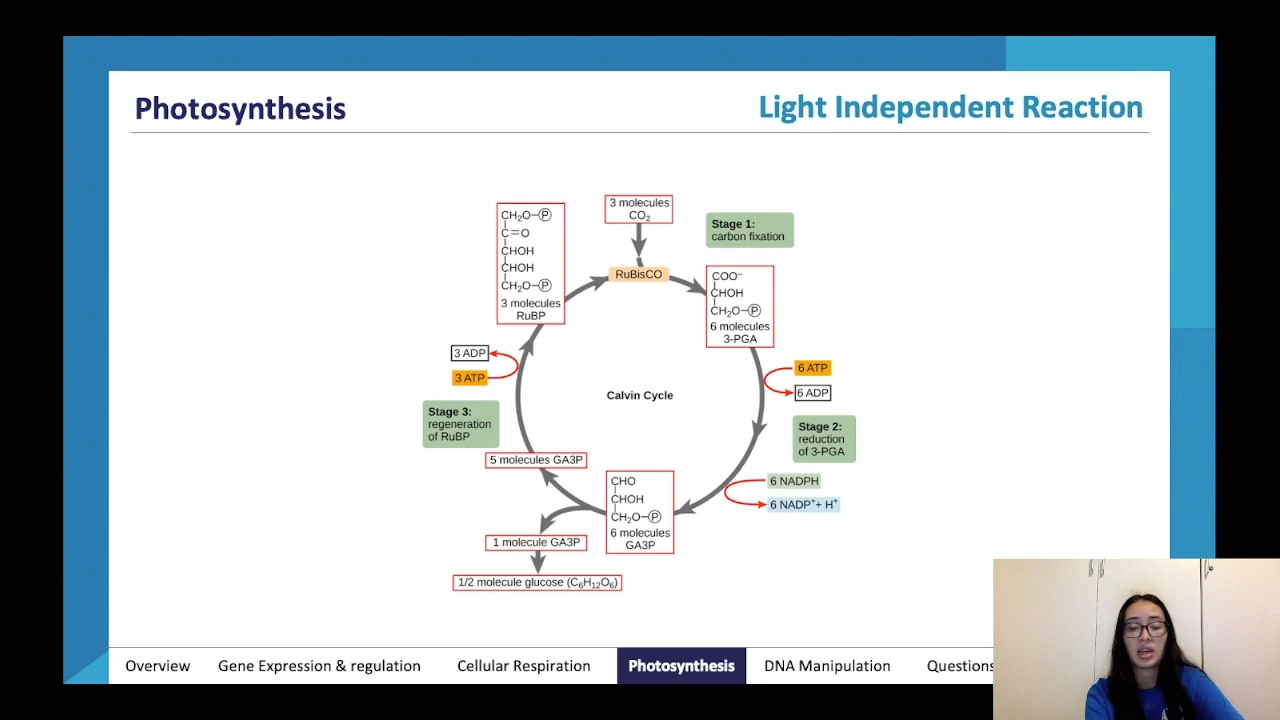 Photosynthesis
Light Independent Reaction
3 molecules
CO₂
Stage 1:
carbon fixation
RuBisCO
CH₂O–Ⓟ
C=O
CHOH
CHOH
CH₂O–Ⓟ
3 molecules
RuBP
COO⁻
CHOH
CH₂O–Ⓟ
6 molecules
3-PGA
3 ADP
3 ATP
6 ATP
6 ADP
Calvin Cycle
Stage 3:
regeneration
of RuBP
Stage 2:
reduction
of 3-PGA
5 molecules GA3P
6 NADPH
6 NADP⁺+ H⁺
CHO
CHOH
CH₂O–Ⓟ
6 molecules
GA3P
1 molecule GA3P
1/2 molecule glucose (C₆H₁₂O₆)
Overview
Gene Expression & regulation
Cellular Respiration
Photosynthesis
DNA Manipulation
Questions